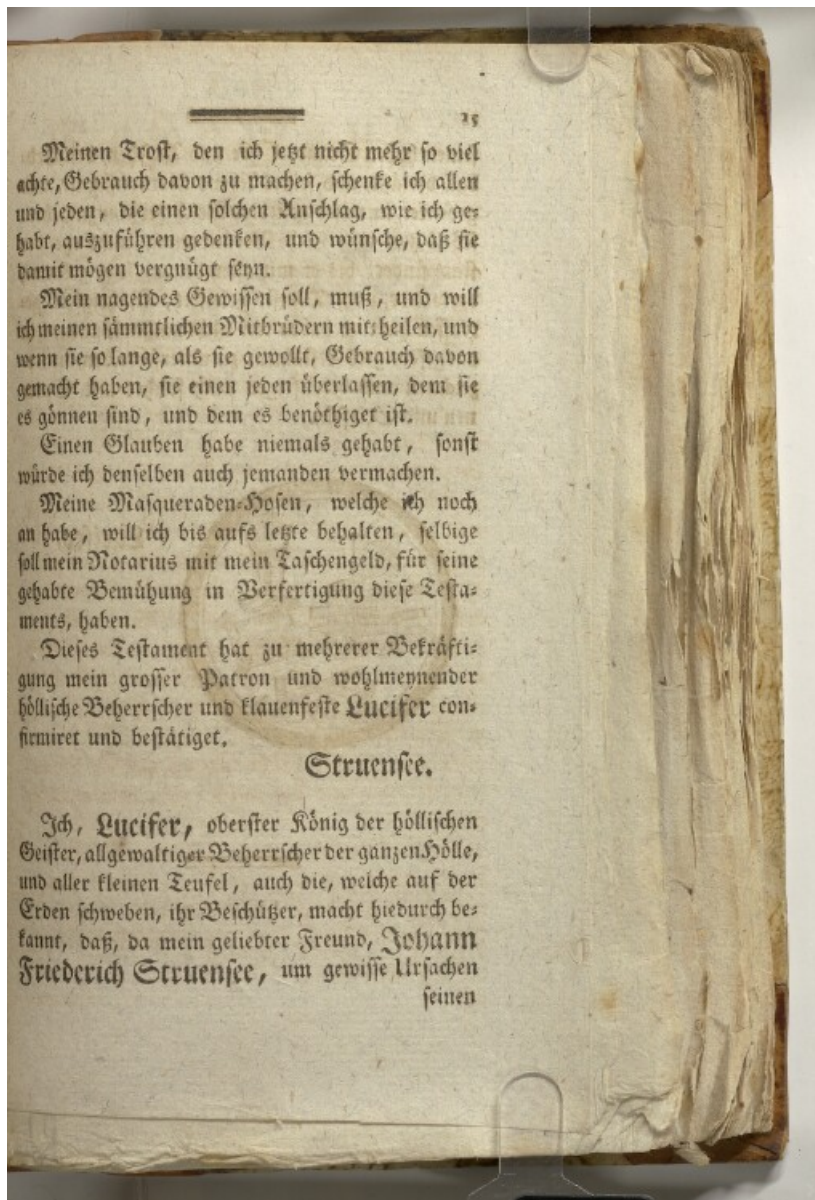 15
Meinen Trost, den ich jetzt nicht mehr so viel
achte, Gebrauch davon zu machen, schenke ich allen
und jeden, die einen solchen Anschlag, wie ich ge-
habt, auszuführen gedenken, und wünsche, daß sie
damit mögen vergnügt seyn.
Mein nagendes Gewissen soll, muß, und will
ich meinen sämmtlichen Mitbrüdern mittheilen, und
wenn sie so lange, als sie gewollt, Gebrauch davon
gemacht haben, sie einen jeden überlassen, dem sie
es gönnen sind, und dem es benöthiget ist.
Einen Glauben habe niemals gehabt, sonst
würde ich denselben auch jemanden vermachen.
Meine Masqueraden-Hosen, welche ich noch
an habe, will ich bis aufs letzte behalten, selbige
soll mein Notarius mit mein Taschengeld, für seine
gehabte Bemühung in Verfertigung diese Testa-
ments, haben.
Dieses Testament hat zu mehrerer Bekräfti-
gung mein grosser Patron und wohlmeynender
höllische Beherrscher und klauenfeste Lucifer con-
firmiret und bestätiget.
Struensee.
Ich, Lucifer, oberster König der höllischen
Geister, allgewaltiger Beherrscher der ganzen Hölle,
und aller kleinen Teufel, auch die, welche auf der
Erden schweben, ihr Beschützer, macht hiedurch be-
kannt, daß, da mein geliebter Freund, Johann
Friederich Struensee, um gewisse Ursachen
seinen